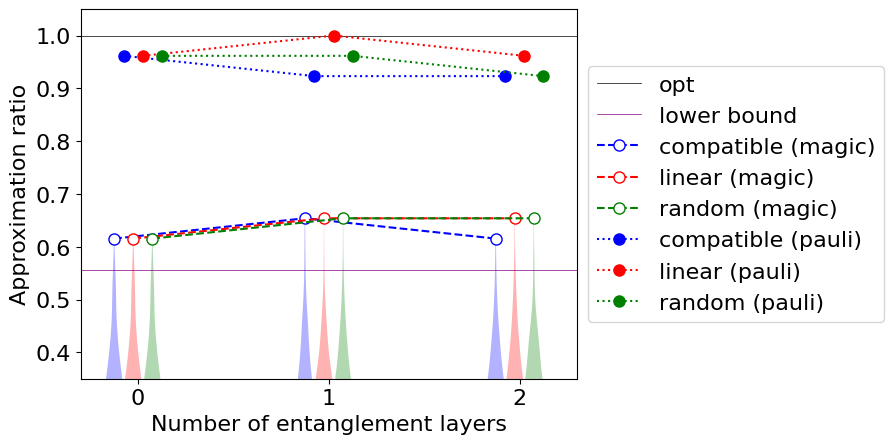 1.0
0.9
0.8
0.7
0.6
0.5
0.4
Approximation ratio
0 1 2
Number of entanglement layers
opt
lower bound
compatible (magic)
linear (magic)
random (magic)
compatible (pauli)
linear (pauli)
random (pauli)